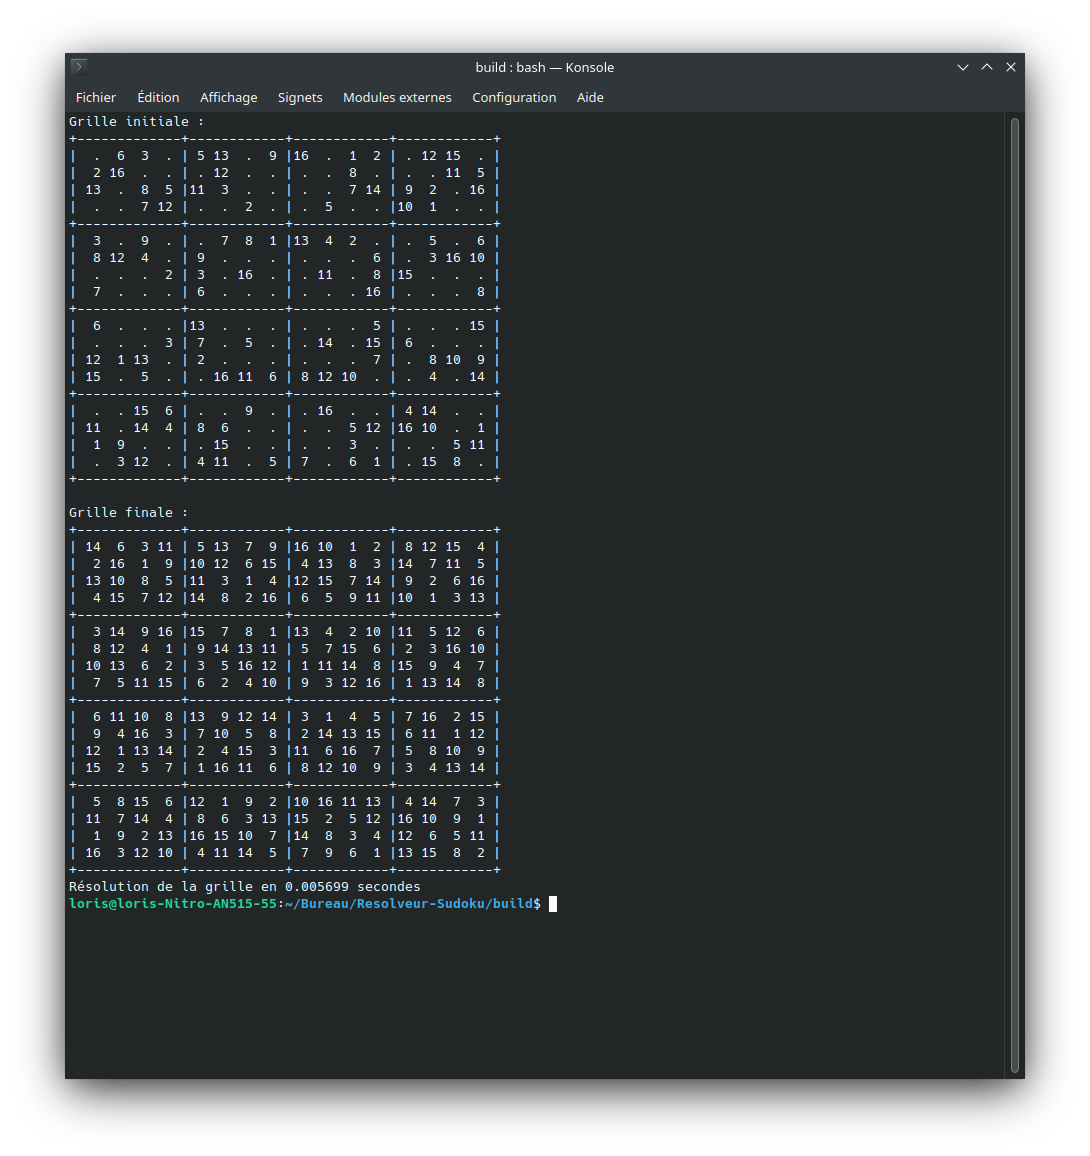 build : bash — Konsole
Fichier Édition Affichage Signets Modules externes Configuration Aide
Grille initiale :
+-------------+------------+------------+------------+
|  .  6  3  . | 5 13  .  9 |16  .  1  2 | . 12 15  . |
|  2 16  .  . | . 12  .  . | .  .  8  . | .  . 11  5 |
| 13  .  8  5 |11  3  .  . | .  .  7 14 | 9  2  . 16 |
|  .  .  7 12 | .  .  2  . | .  5  .  . |10  1  .  . |
+-------------+------------+------------+------------+
|  3  .  9  . | .  7  8  1 |13  4  2  . | .  5  .  6 |
|  8 12  4  . | 9  .  .  . | .  .  .  6 | .  3 16 10 |
|  .  .  .  2 | 3  . 16  . | . 11  .  8 |15  .  .  . |
|  7  .  .  . | 6  .  .  . | .  .  . 16 | .  .  .  8 |
+-------------+------------+------------+------------+
|  6  .  .  . |13  .  .  . | .  .  .  5 | .  .  . 15 |
|  .  .  .  3 | 7  .  5  . | . 14  . 15 | 6  .  .  . |
| 12  1 13  . | 2  .  .  . | .  .  .  7 | .  8 10  9 |
| 15  .  5  . | . 16 11  6 | 8 12 10  . | .  4  . 14 |
+-------------+------------+------------+------------+
|  .  . 15  6 | .  .  9  . | . 16  .  . | 4 14  .  . |
| 11  . 14  4 | 8  6  .  . | .  .  5 12 |16 10  .  1 |
|  1  9  .  . | . 15  .  . | .  .  3  . | .  .  5 11 |
|  .  3 12  . | 4 11  .  5 | 7  .  6  1 | . 15  8  . |
+-------------+------------+------------+------------+
Grille finale :
+-------------+------------+------------+------------+
| 14  6  3 11 | 5 13  7  9 |16 10  1  2 | 8 12 15  4 |
|  2 16  1  9 |10 12  6 15 | 4 13  8  3 |14  7 11  5 |
| 13 10  8  5 |11  3  1  4 |12 15  7 14 | 9  2  6 16 |
|  4 15  7 12 |14  8  2 16 | 6  5  9 11 |10  1  3 13 |
+-------------+------------+------------+------------+
|  3 14  9 16 |15  7  8  1 |13  4  2 10 |11  5 12  6 |
|  8 12  4  1 | 9 14 13 11 | 5  7 15  6 | 2  3 16 10 |
| 10 13  6  2 | 3  5 16 12 | 1 11 14  8 |15  9  4  7 |
|  7  5 11 15 | 6  2  4 10 | 9  3 12 16 | 1 13 14  8 |
+-------------+------------+------------+------------+
|  6 11 10  8 |13  9 12 14 | 3  1  4  5 | 7 16  2 15 |
|  9  4 16  3 | 7 10  5  8 | 2 14 13 15 | 6 11  1 12 |
| 12  1 13 14 | 2  4 15  3 |11  6 16  7 | 5  8 10  9 |
| 15  2  5  7 | 1 16 11  6 | 8 12 10  9 | 3  4 13 14 |
+-------------+------------+------------+------------+
|  5  8 15  6 |12  1  9  2 |10 16 11 13 | 4 14  7  3 |
| 11  7 14  4 | 8  6  3 13 |15  2  5 12 |16 10  9  1 |
|  1  9  2 13 |16 15 10  7 |14  8  3  4 |12  6  5 11 |
| 16  3 12 10 | 4 11 14  5 | 7  9  6  1 |13 15  8  2 |
+-------------+------------+------------+------------+
Résolution de la grille en 0.005699 secondes
loris@loris-Nitro-AN515-55:~/Bureau/Resolveur-Sudoku/build$